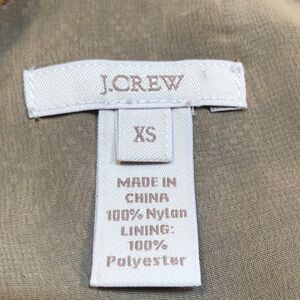 J.CREW
XS
MADE IN
CHINA
100% Nylon
LINING:
100%
Polyester